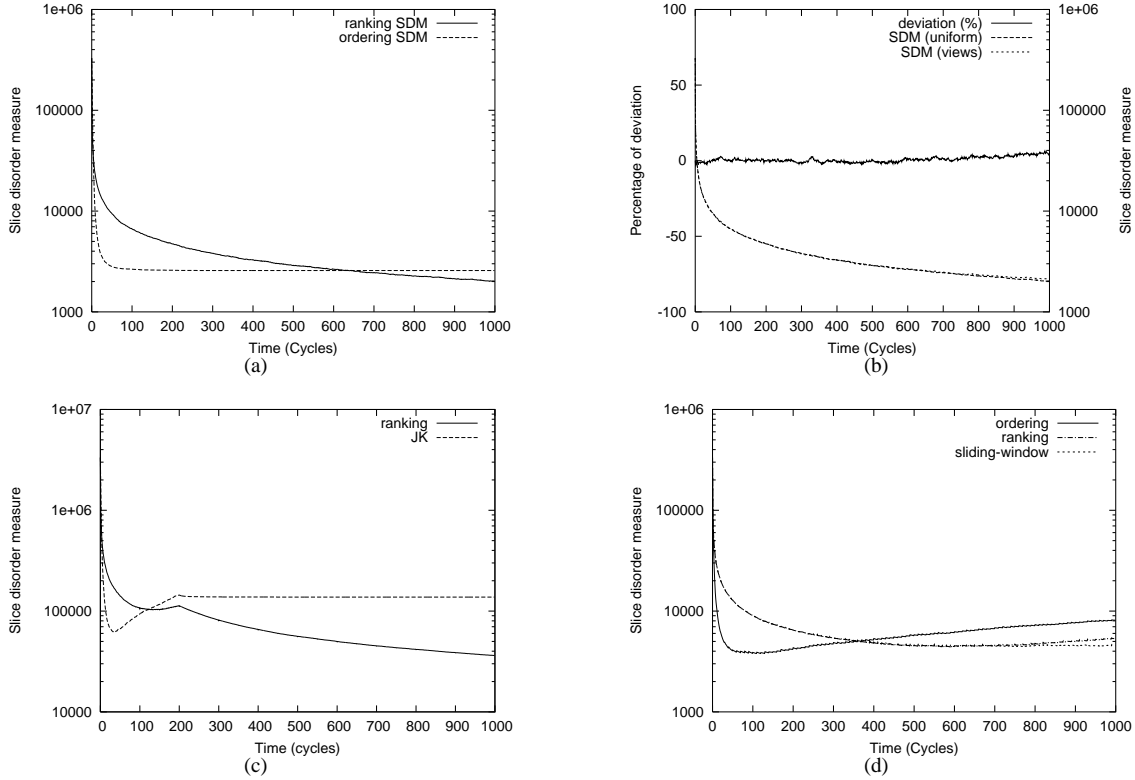 1e+06
100000
10000
1000
Slice disorder measure
ranking SDM
ordering SDM
0 100 200 300 400 500 600 700 800 900 1000
Time (Cycles)
(a)
100
50
0
-50
-100
Percentage of deviation
deviation (%)
SDM (uniform)
SDM (views)
1e+06
100000
10000
1000
Slice disorder measure
0 100 200 300 400 500 600 700 800 900 1000
Time (Cycles)
(b)
1e+07
1e+06
100000
10000
Slice disorder measure
ranking
JK
0 100 200 300 400 500 600 700 800 900 1000
Time (cycles)
(c)
1e+06
100000
10000
1000
Slice disorder measure
ordering
ranking
sliding-window
0 100 200 300 400 500 600 700 800 900 1000
Time (Cycles)
(d)